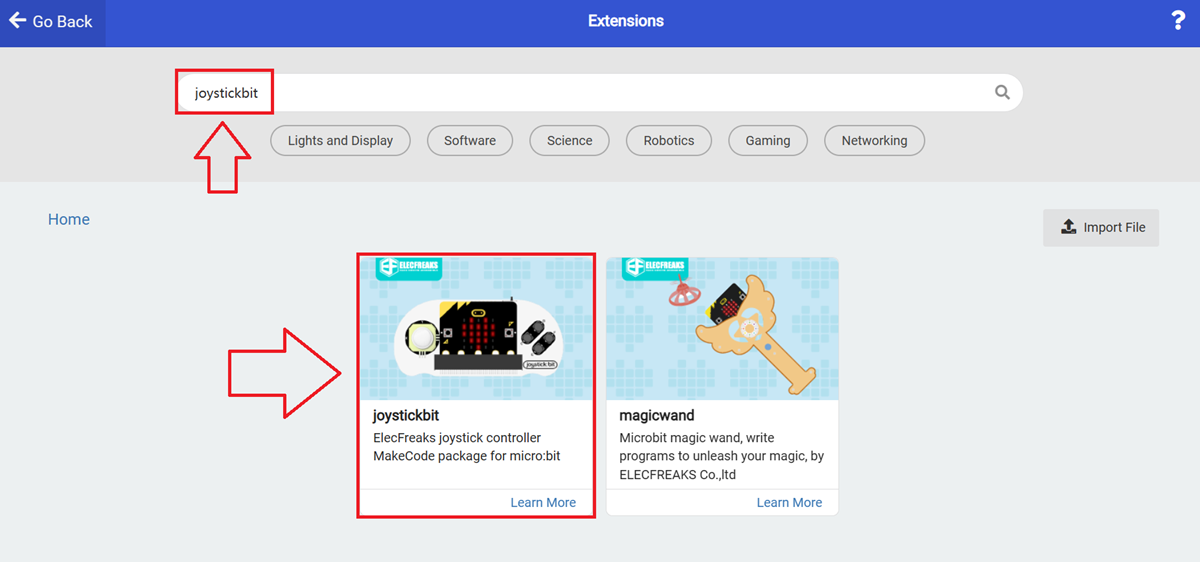 Go Back
Extensions
?
joystickbit
Lights and Display
Software
Science
Robotics
Gaming
Networking
Home
Import File
ELECFREAKS
joystick:bit
joystickbit
ElecFreaks joystick controller
MakeCode package for micro:bit
Learn More
ELECFREAKS
magicwand
Microbit magic wand, write
programs to unleash your magic, by
ELECFREAKS Co.,ltd
Learn More